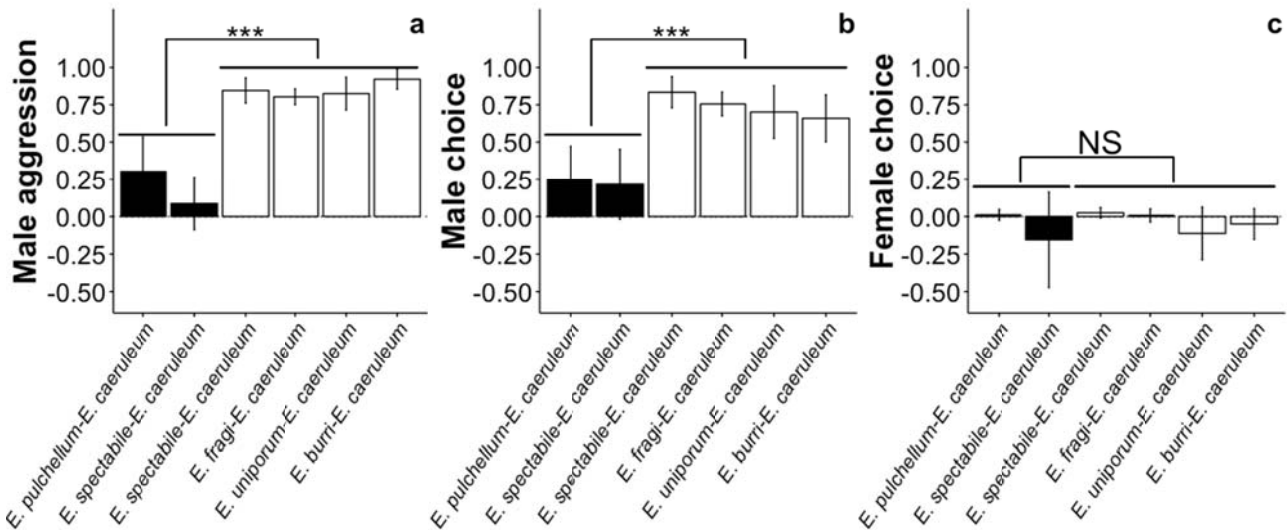 a
***
Male aggression
1.00
0.75
0.50
0.25
0.00
-0.25
-0.50
E. pulchellum-E. caeruleum
E. spectabile-E. caeruleum
E. spectabile-E. caeruleum
E. fragi-E. caeruleum
E. uniporum-E. caeruleum
E. burri-E. caeruleum
b
***
Male choice
1.00
0.75
0.50
0.25
0.00
-0.25
-0.50
E. pulchellum-E. caeruleum
E. spectabile-E. caeruleum
E. spectabile-E. caeruleum
E. fragi-E. caeruleum
E. uniporum-E. caeruleum
E. burri-E. caeruleum
c
NS
Female choice
1.00
0.75
0.50
0.25
0.00
-0.25
-0.50
E. pulchellum-E. caeruleum
E. spectabile-E. caeruleum
E. spectabile-E. caeruleum
E. fragi-E. caeruleum
E. uniporum-E. caeruleum
E. burri-E. caeruleum